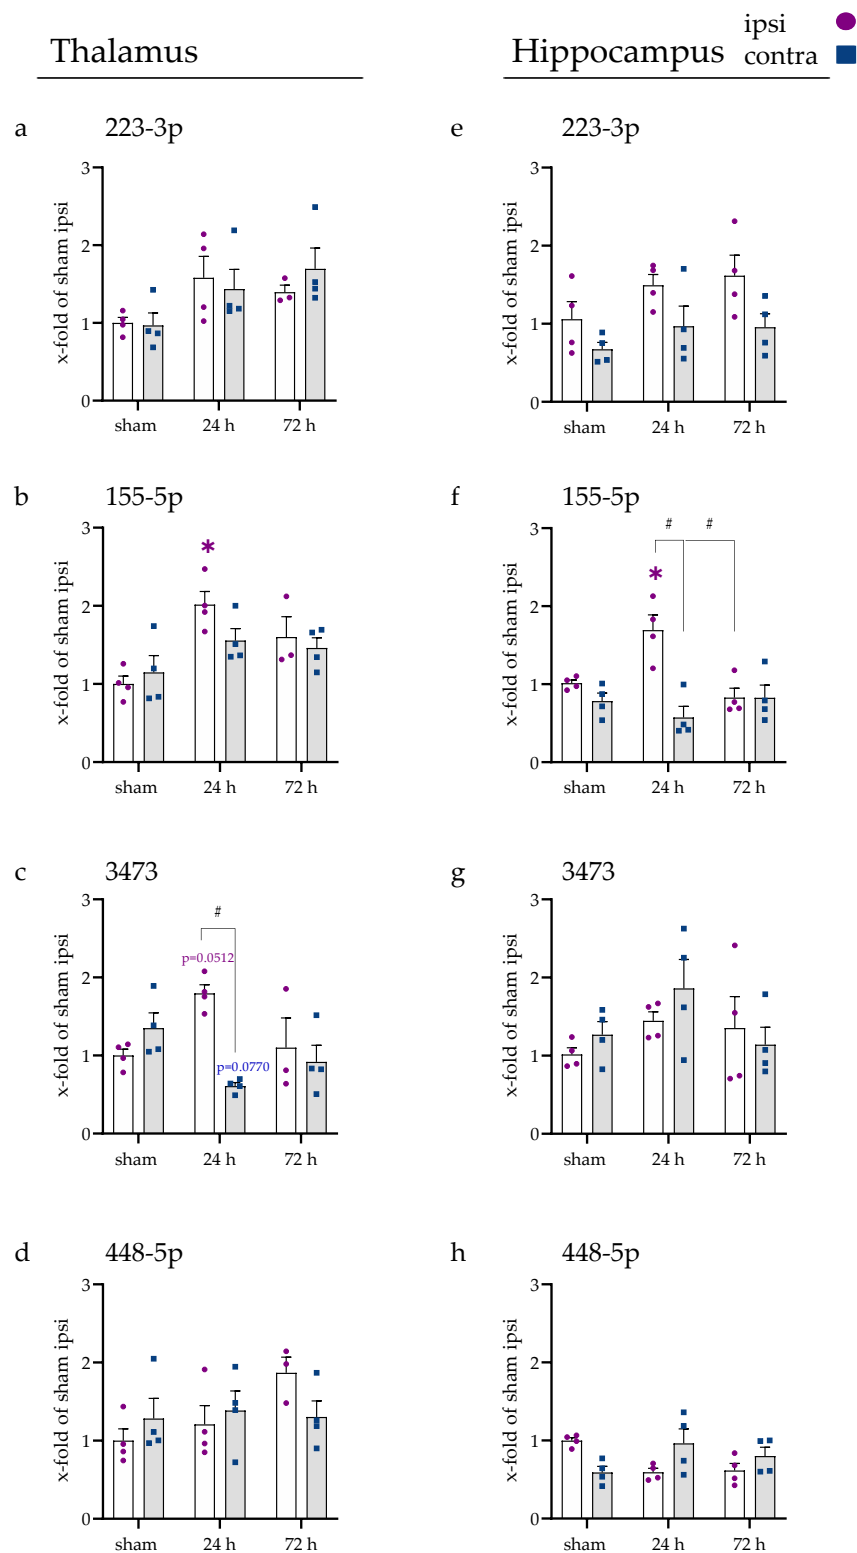 Thalamus
Hippocampus
ipsi
contra
a 223-3p
3
2
1
0
x-fold of sham ipsi
sham 24 h 72 h
e 223-3p
3
2
1
0
x-fold of sham ipsi
sham 24 h 72 h
b 155-5p
3
*
2
1
0
x-fold of sham ipsi
sham 24 h 72 h
f 155-5p
# #
3
*
2
1
0
x-fold of sham ipsi
sham 24 h 72 h
c 3473
3
#
p=0.0512
2
1
p=0.0770
0
x-fold of sham ipsi
sham 24 h 72 h
g 3473
3
2
1
0
x-fold of sham ipsi
sham 24 h 72 h
d 448-5p
3
2
1
0
x-fold of sham ipsi
sham 24 h 72 h
h 448-5p
3
2
1
0
x-fold of sham ipsi
sham 24 h 72 h